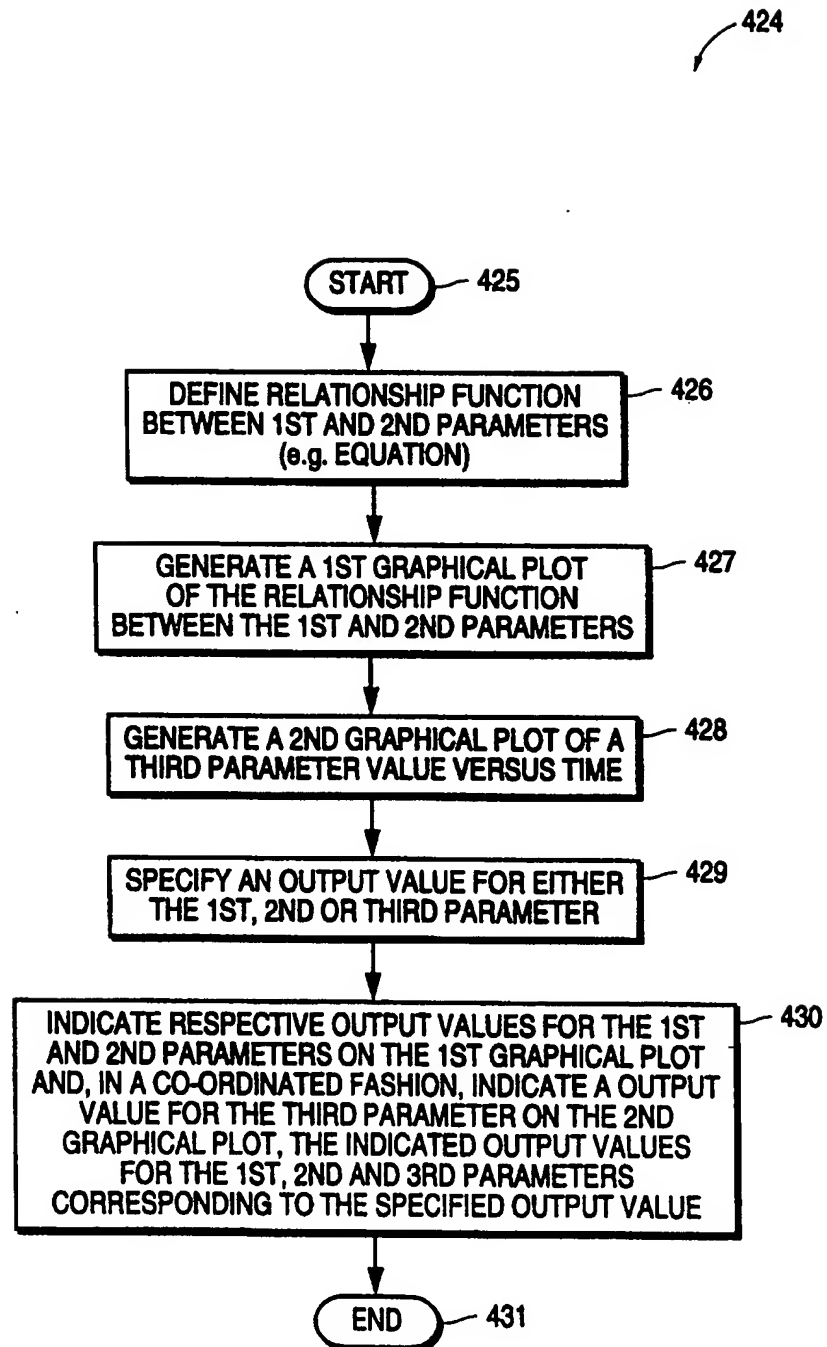 424
START
425
DEFINE RELATIONSHIP FUNCTION
BETWEEN 1ST AND 2ND PARAMETERS
(e.g. EQUATION)
426
GENERATE A 1ST GRAPHICAL PLOT
OF THE RELATIONSHIP FUNCTION
BETWEEN THE 1ST AND 2ND PARAMETERS
427
GENERATE A 2ND GRAPHICAL PLOT OF A
THIRD PARAMETER VALUE VERSUS TIME
428
SPECIFY AN OUTPUT VALUE FOR EITHER
THE 1ST, 2ND OR THIRD PARAMETER
429
INDICATE RESPECTIVE OUTPUT VALUES FOR THE 1ST
AND 2ND PARAMETERS ON THE 1ST GRAPHICAL PLOT
AND, IN A CO-ORDINATED FASHION, INDICATE A OUTPUT
VALUE FOR THE THIRD PARAMETER ON THE 2ND
GRAPHICAL PLOT, THE INDICATED OUTPUT VALUES
FOR THE 1ST, 2ND AND 3RD PARAMETERS
CORRESPONDING TO THE SPECIFIED OUTPUT VALUE
430
END
431